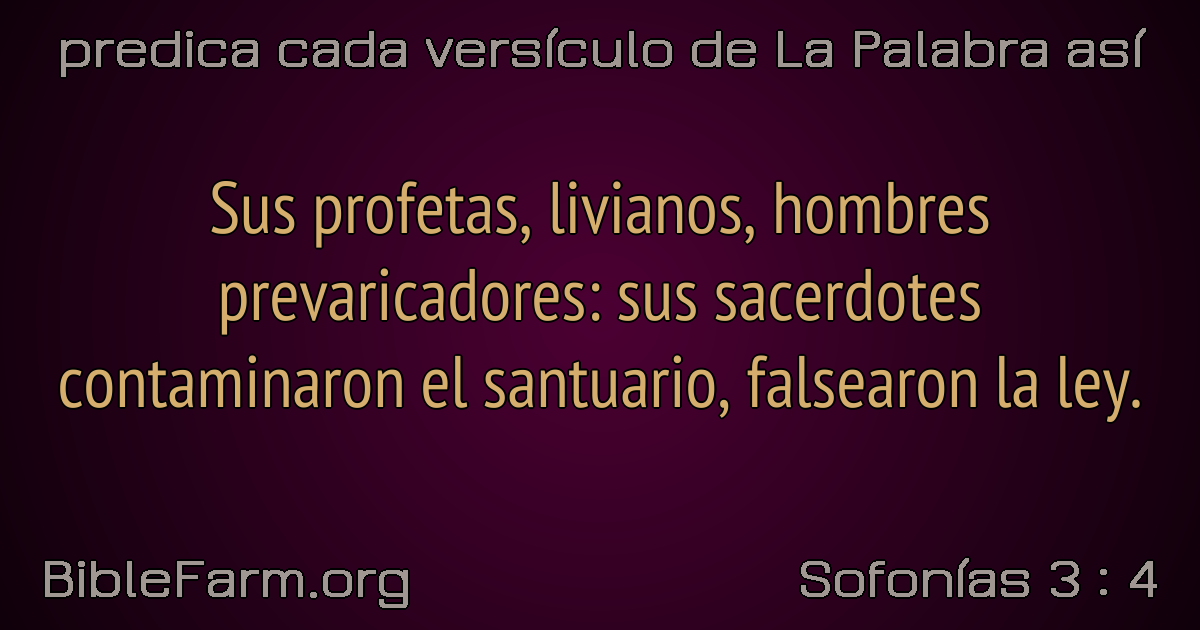 predica cada versículo de La Palabra así
Sus profetas, livianos, hombres
prevaricadores: sus sacerdotes
contaminaron el santuario, falsearon la ley.
BibleFarm.org
Sofonías 3 : 4